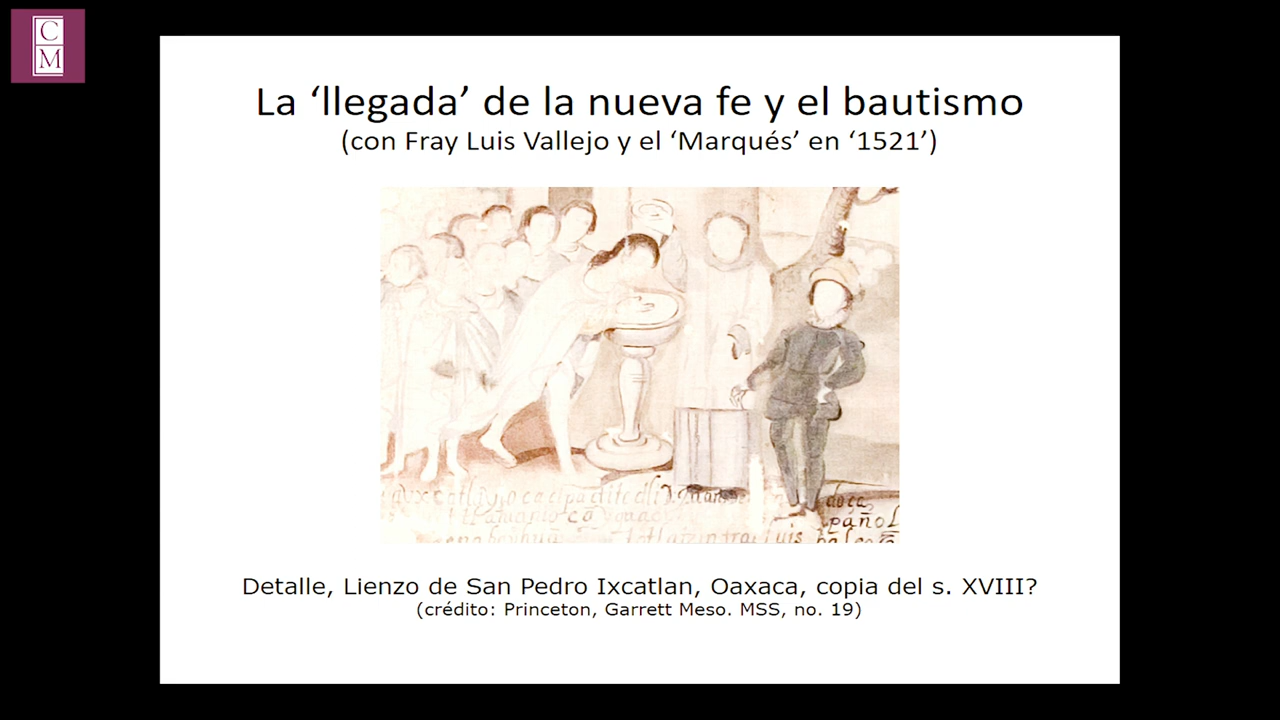 C
M
La ‘llegada’ de la nueva fe y el bautismo
(con Fray Luis Vallejo y el ‘Marqués’ en ‘1521’)
pañol
Detalle, Lienzo de San Pedro Ixcatlan, Oaxaca, copia del s. XVIII?
(crédito: Princeton, Garrett Meso. MSS, no. 19)